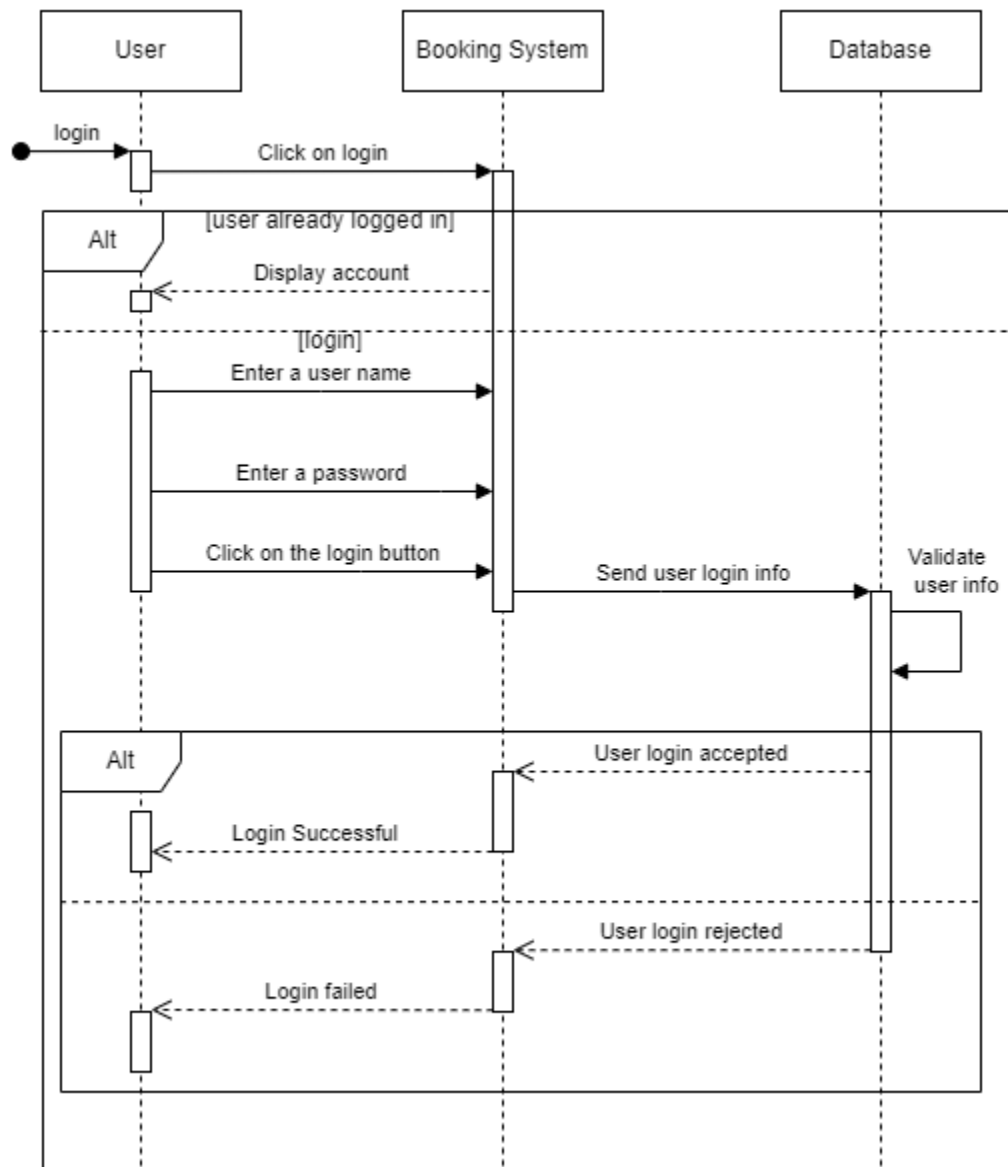 User
Booking System
Database
login
Click on login
Alt
[user already logged in]
Display account
[login]
Enter a user name
Enter a password
Click on the login button
Send user login info
Validate
user info
Alt
User login accepted
Login Successful
User login rejected
Login failed